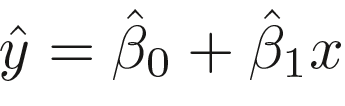 ŷ = β̂₀ + β̂₁x